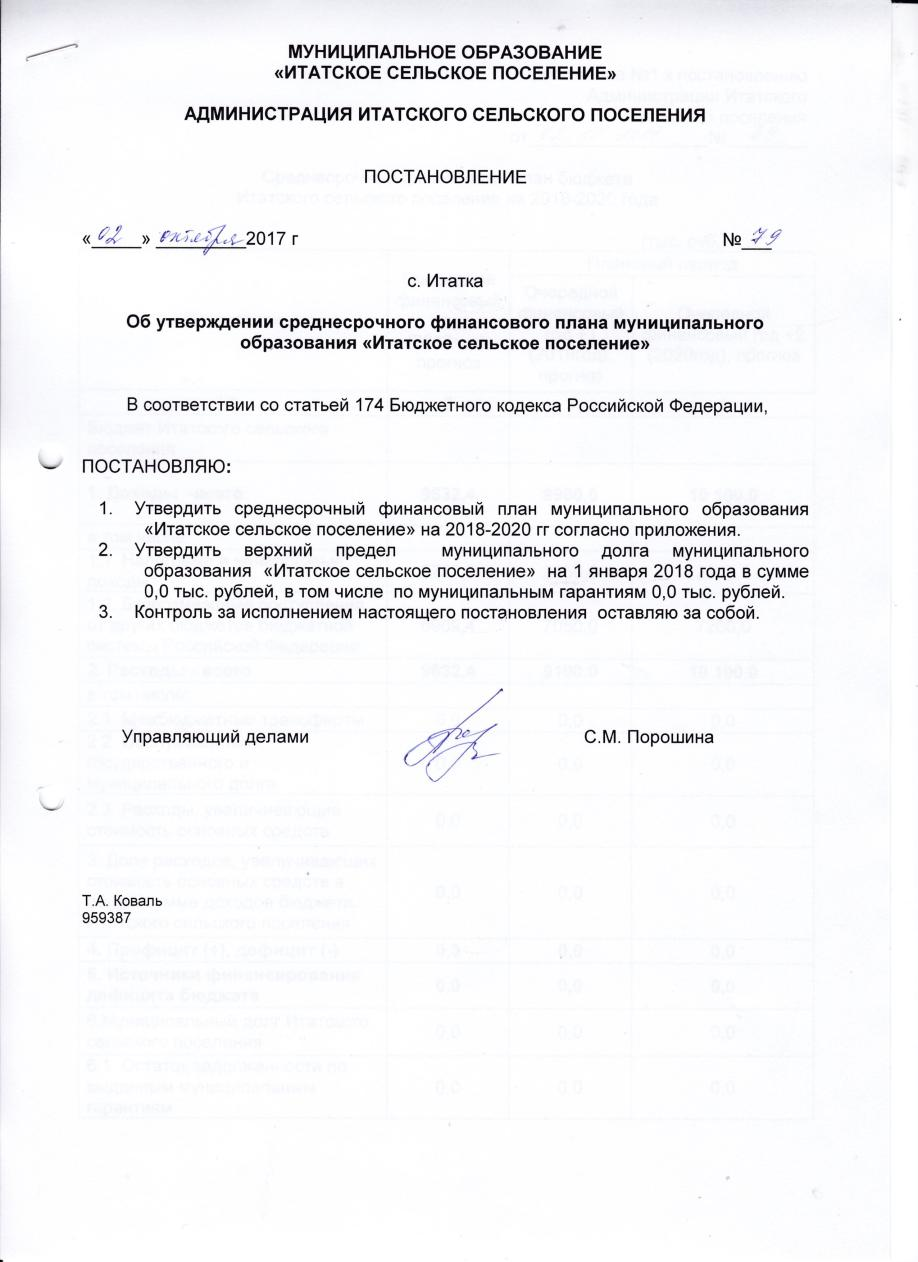 МУНИЦИПАЛЬНОЕ ОБРАЗОВАНИЕ
«ИТАТСКОЕ СЕЛЬСКОЕ ПОСЕЛЕНИЕ»
АДМИНИСТРАЦИЯ ИТАТСКОГО СЕЛЬСКОГО ПОСЕЛЕНИЯ
ПОСТАНОВЛЕНИЕ
«02» октября 2017 г №79
с. Итатка
Об утверждении среднесрочного финансового плана муниципального
образования «Итатское сельское поселение»
В соответствии со статьей 174 Бюджетного кодекса Российской Федерации,
ПОСТАНОВЛЯЮ:
1. Утвердить среднесрочный финансовый план муниципального образования
«Итатское сельское поселение» на 2018-2020 гг согласно приложения.
2. Утвердить верхний предел муниципального долга муниципального
образования «Итатское сельское поселение» на 1 января 2018 года в сумме
0,0 тыс. рублей, в том числе по муниципальным гарантиям 0,0 тыс. рублей.
3. Контроль за исполнением настоящего постановления оставляю за собой.
Управляющий делами С.М. Порошина
Т.А. Коваль
959387